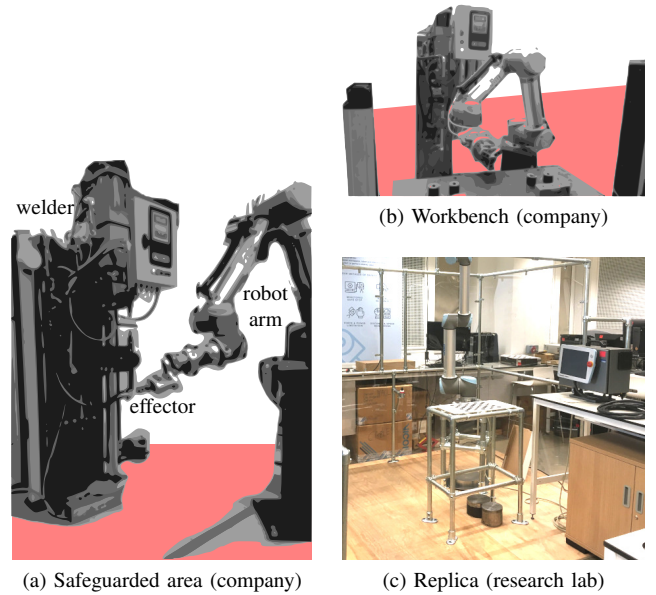 welder
robot
arm
effector
(a) Safeguarded area (company)
(b) Workbench (company)
(c) Replica (research lab)